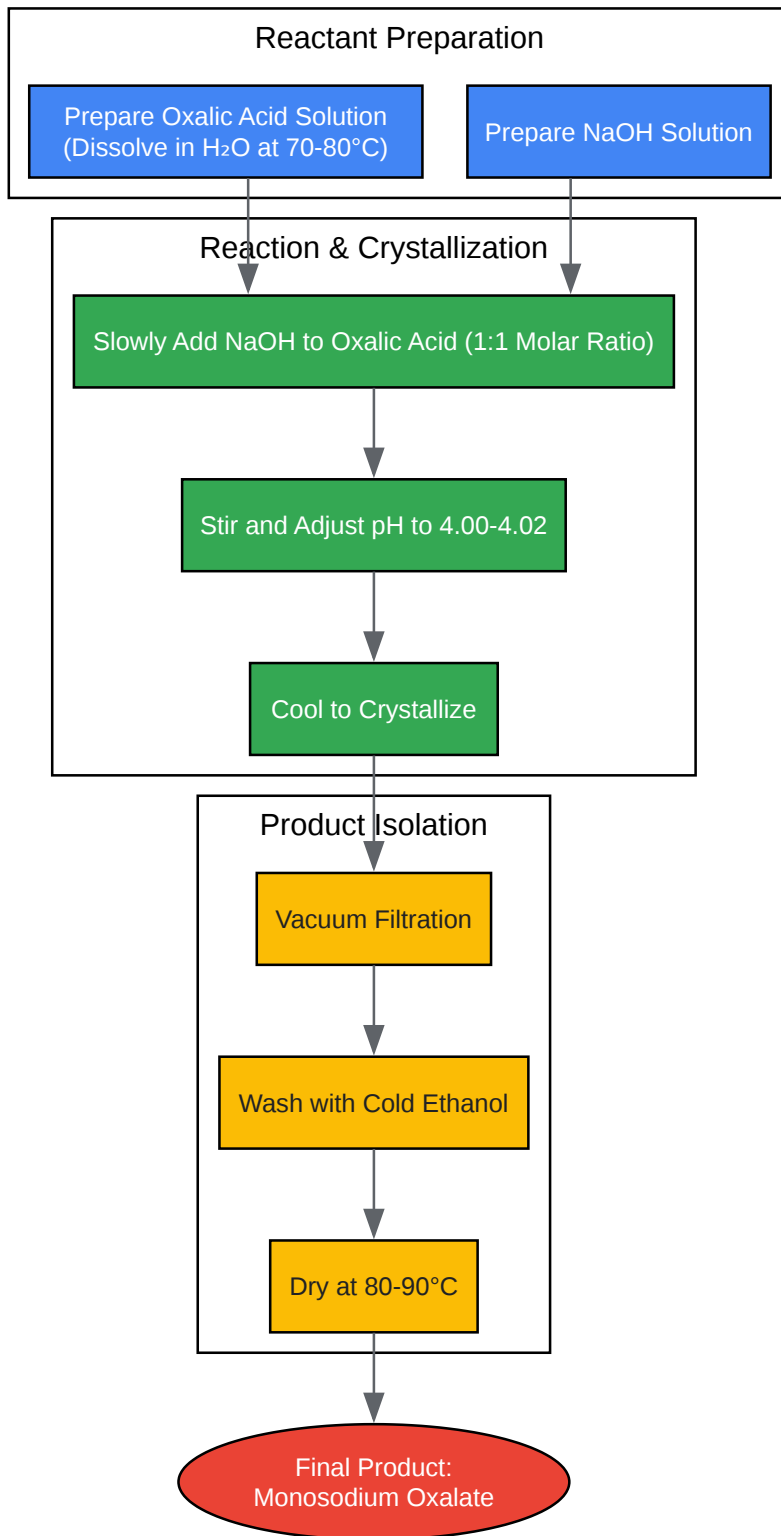 Reactant Preparation
Prepare Oxalic Acid Solution
(Dissolve in H₂O at 70-80°C)
Prepare NaOH Solution
Reaction & Crystallization
Slowly Add NaOH to Oxalic Acid (1:1 Molar Ratio)
Stir and Adjust pH to 4.00-4.02
Cool to Crystallize
Product Isolation
Vacuum Filtration
Wash with Cold Ethanol
Dry at 80-90°C
Final Product:
Monosodium Oxalate